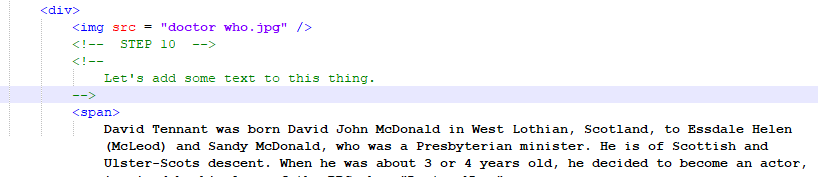 <div>
<img src = "doctor who.jpg" />
<!--  STEP 10  -->
<!--
Let's add some text to this thing.
-->
<span>
David Tennant was born David John McDonald in West Lothian, Scotland, to Essdale Helen
(McLeod) and Sandy McDonald, who was a Presbyterian minister. He is of Scottish and
Ulster-Scots descent. When he was about 3 or 4 years old, he decided to become an actor,